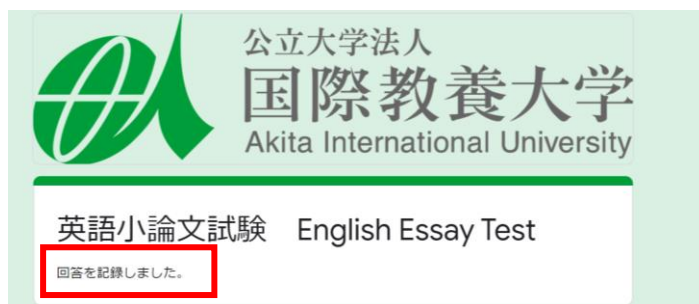 公立大学法人
国際教養大学
Akita International University
英語小論文試験　English Essay Test
回答を記録しました。